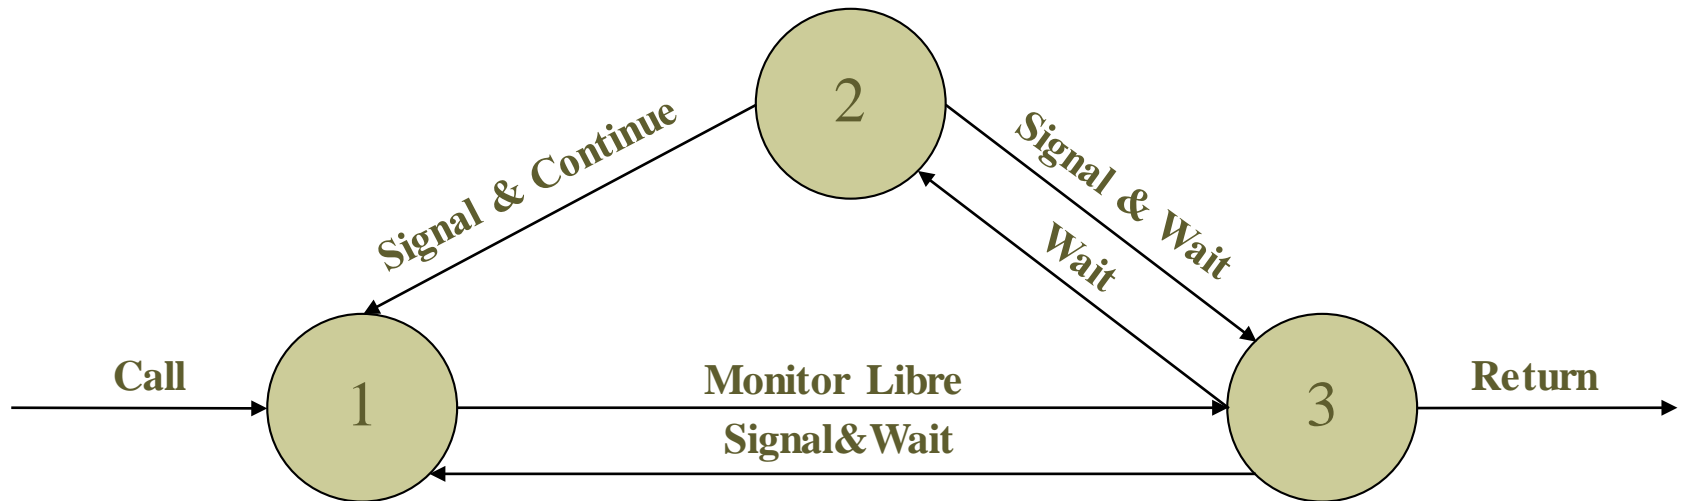 2
Signal & Continue
Signal & Wait
Wait
Call
Monitor Libre
Return
1
3
Signal&Wait